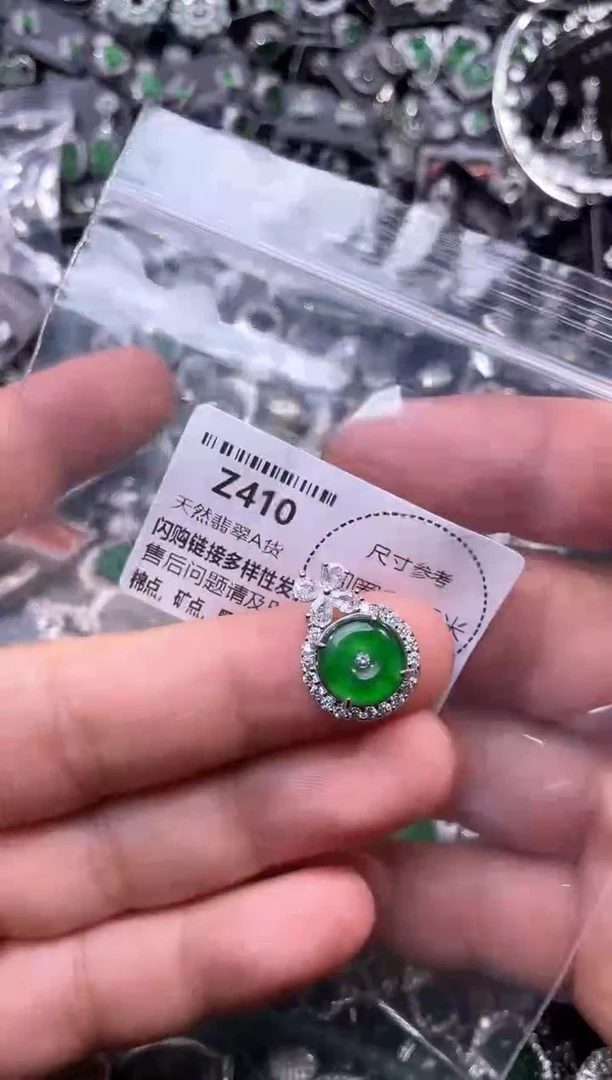 Z410
天然翡翠A货
闪购链接多样性发
售后问题请及
棉点，矿点，
尺寸参考
米